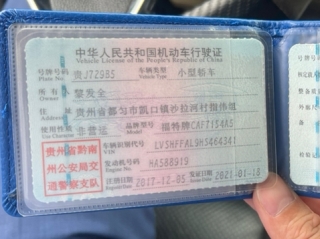 中华人民共和国机动车行驶证
Vehicle License of the People's Republic of China
号牌号码 贵J72985 车辆类型 小型轿车
Plate No. Vehicle Type
所有人 黎发全
Owner
住址 贵州省都匀市凯口镇沙拉河村
Address
使用性质 非营运 品牌型号 福特牌CAF7154A5
Use Character Model
贵州省黔南
州公安局交
通警察支队
车辆识别代号 LVSHFFAL9HS464341
VIN
发动机号码 HA588919
Engine No.
注册日期 2017-12-05 发证日期 2021-01-18
Register Date Issue Date